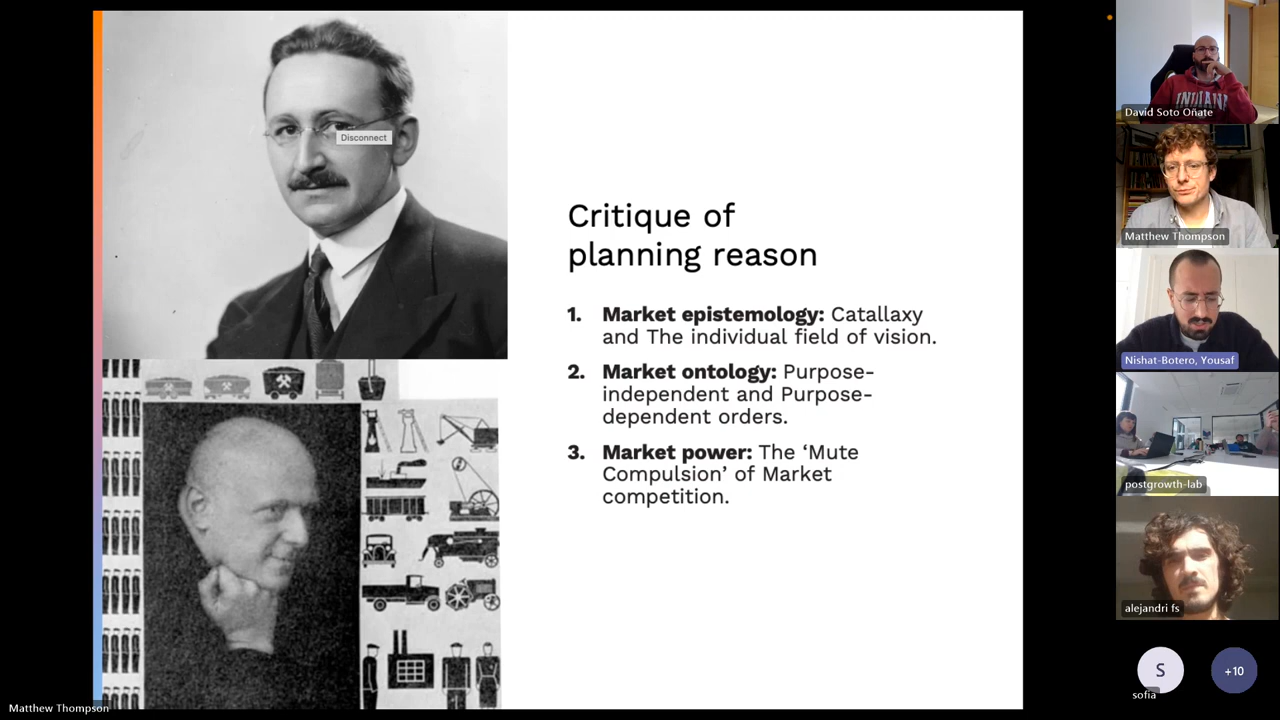 Disconnect
Critique of
planning reason
1. Market epistemology: Catallaxy
and The individual field of vision.
2. Market ontology: Purpose-
independent and Purpose-
dependent orders.
3. Market power: The ‘Mute
Compulsion’ of Market
competition.
INDIANA
David Soto Oñate
Matthew Thompson
Nishat-Botero, Yousaf
postgrowth-lab
alejandri fs
S
sofia
+10
Matthew Thompson